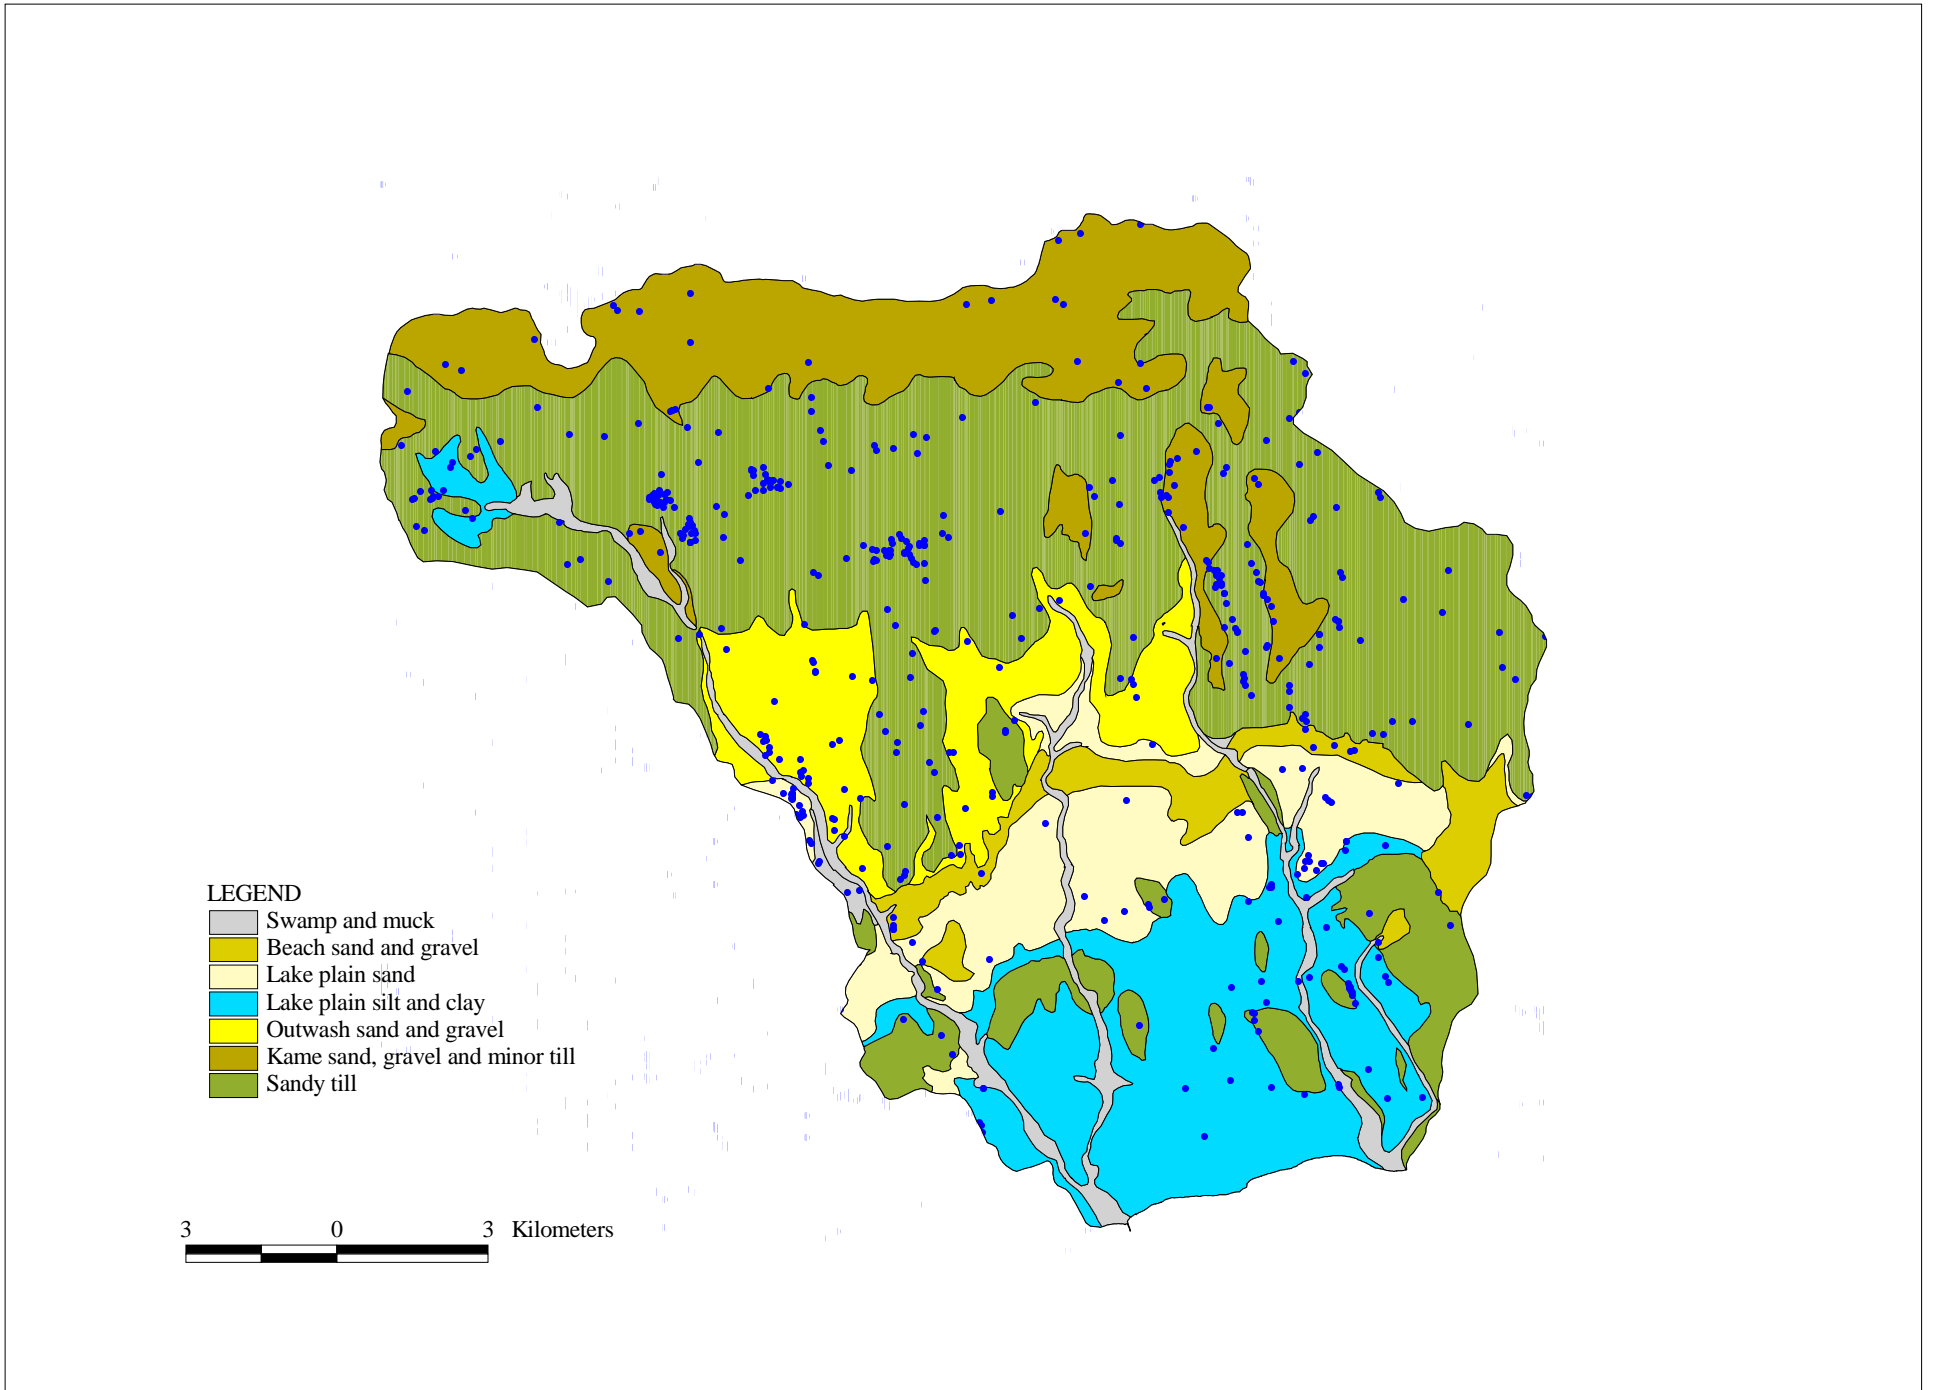 LEGEND
Swamp and muck
Beach sand and gravel
Lake plain sand
Lake plain silt and clay
Outwash sand and gravel
Kame sand, gravel and minor till
Sandy till
3 0 3 Kilometers